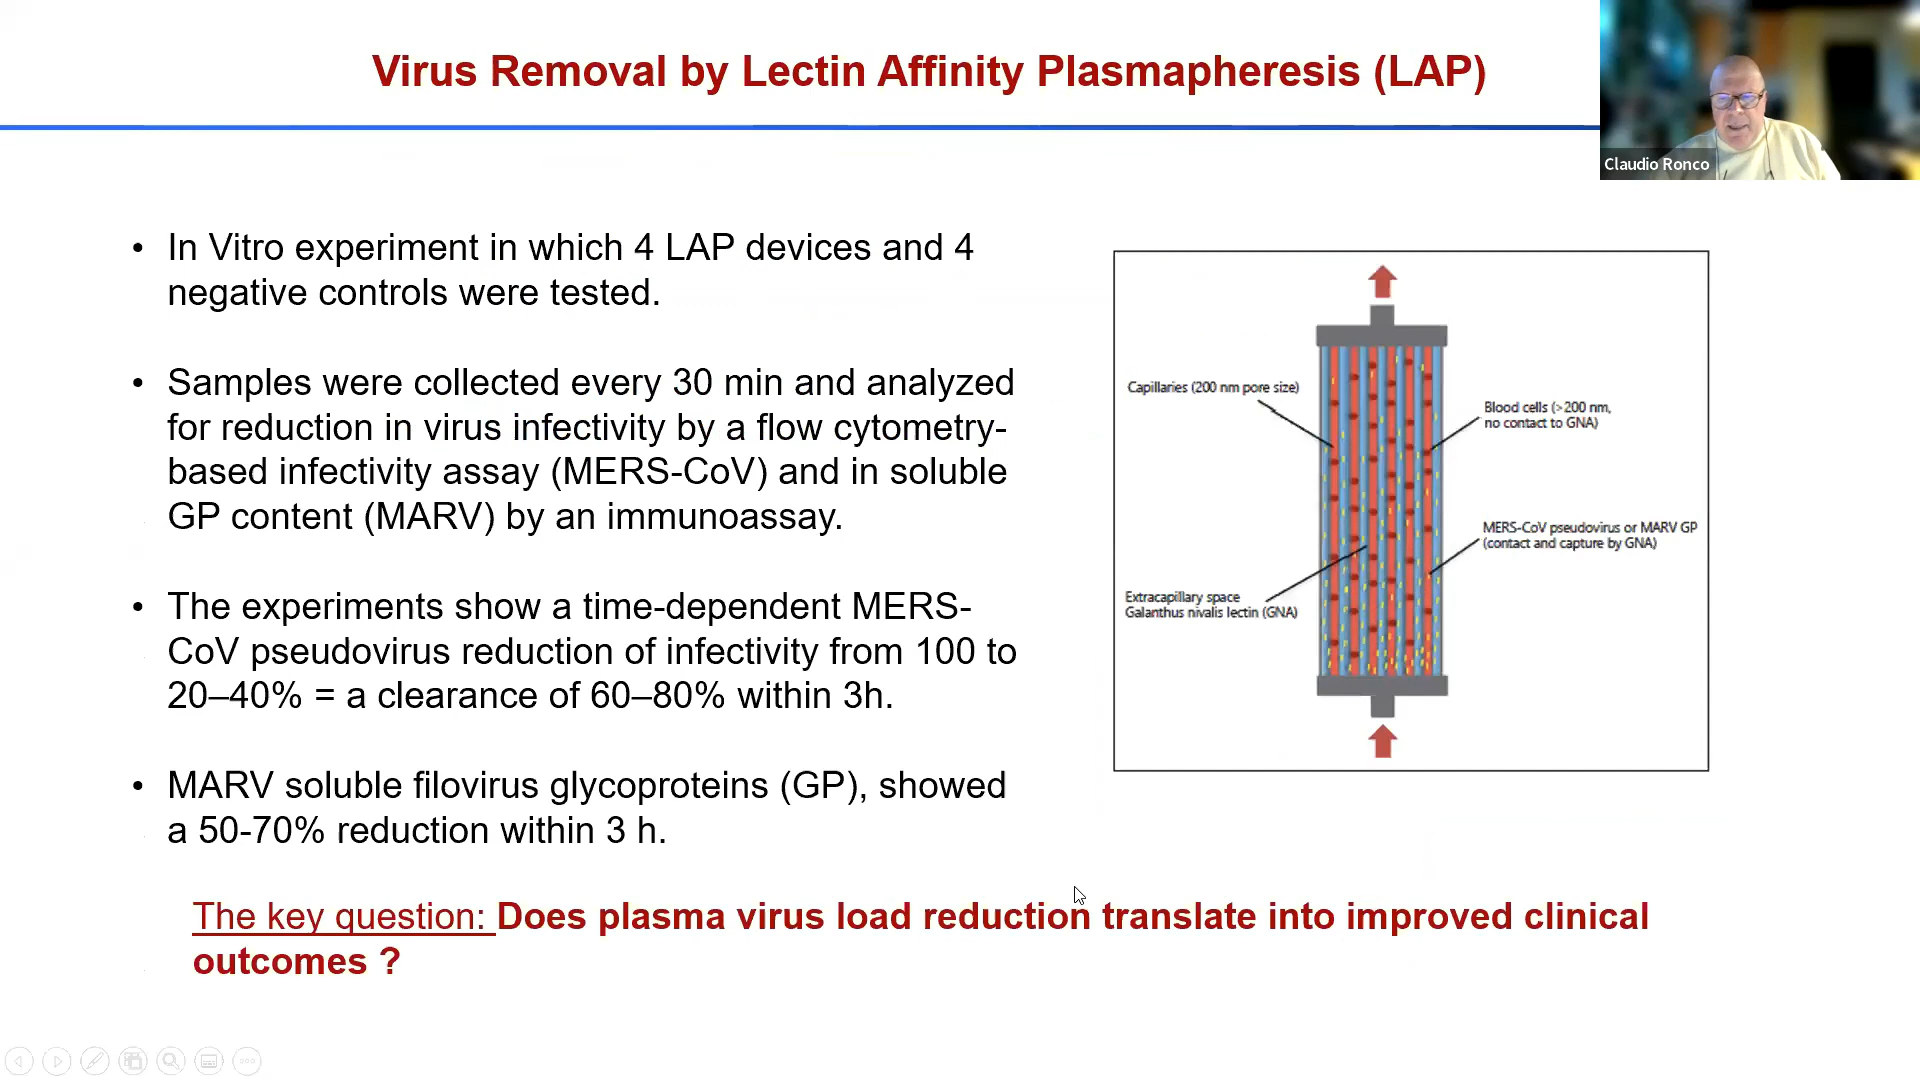 Virus Removal by Lectin Affinity Plasmapheresis (LAP)
Claudio Ronco
• In Vitro experiment in which 4 LAP devices and 4
negative controls were tested.
• Samples were collected every 30 min and analyzed
for reduction in virus infectivity by a flow cytometry-
based infectivity assay (MERS-CoV) and in soluble
GP content (MARV) by an immunoassay.
• The experiments show a time-dependent MERS-
CoV pseudovirus reduction of infectivity from 100 to
20–40% = a clearance of 60–80% within 3h.
• MARV soluble filovirus glycoproteins (GP), showed
a 50-70% reduction within 3 h.
Capillaries (200 nm pore size)
Blood cells (>200 nm,
no contact to GNA)
MERS-CoV pseudovirus or MARV GP
(contact and capture by GNA)
Extracapillary space
Galanthus nivalis lectin (GNA)
The key question: Does plasma virus load reduction translate into improved clinical
outcomes ?